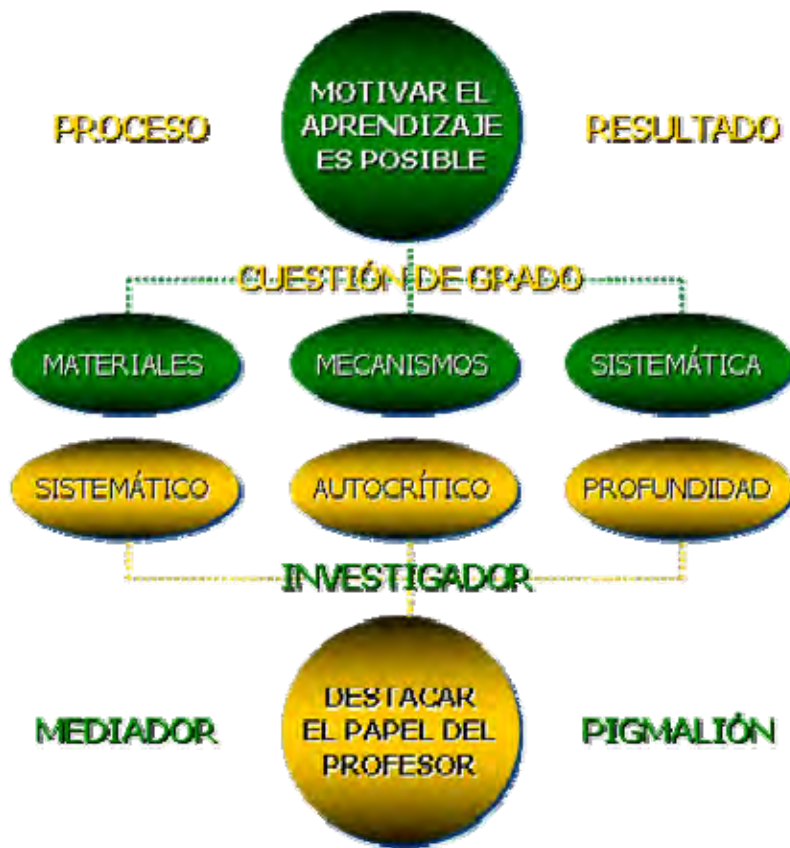 MOTIVAR EL
APRENDIZAJE
ES POSIBLE
PROCESO
RESULTADO
CUESTIÓN DE GRADO
MATERIALES
MECANISMOS
SISTEMÁTICA
SISTEMÁTICO
AUTOCRÍTICO
PROFUNDIDAD
INVESTIGADOR
MEDIADOR
DESTACAR
EL PAPEL DEL
PROFESOR
PIGMALIÓN